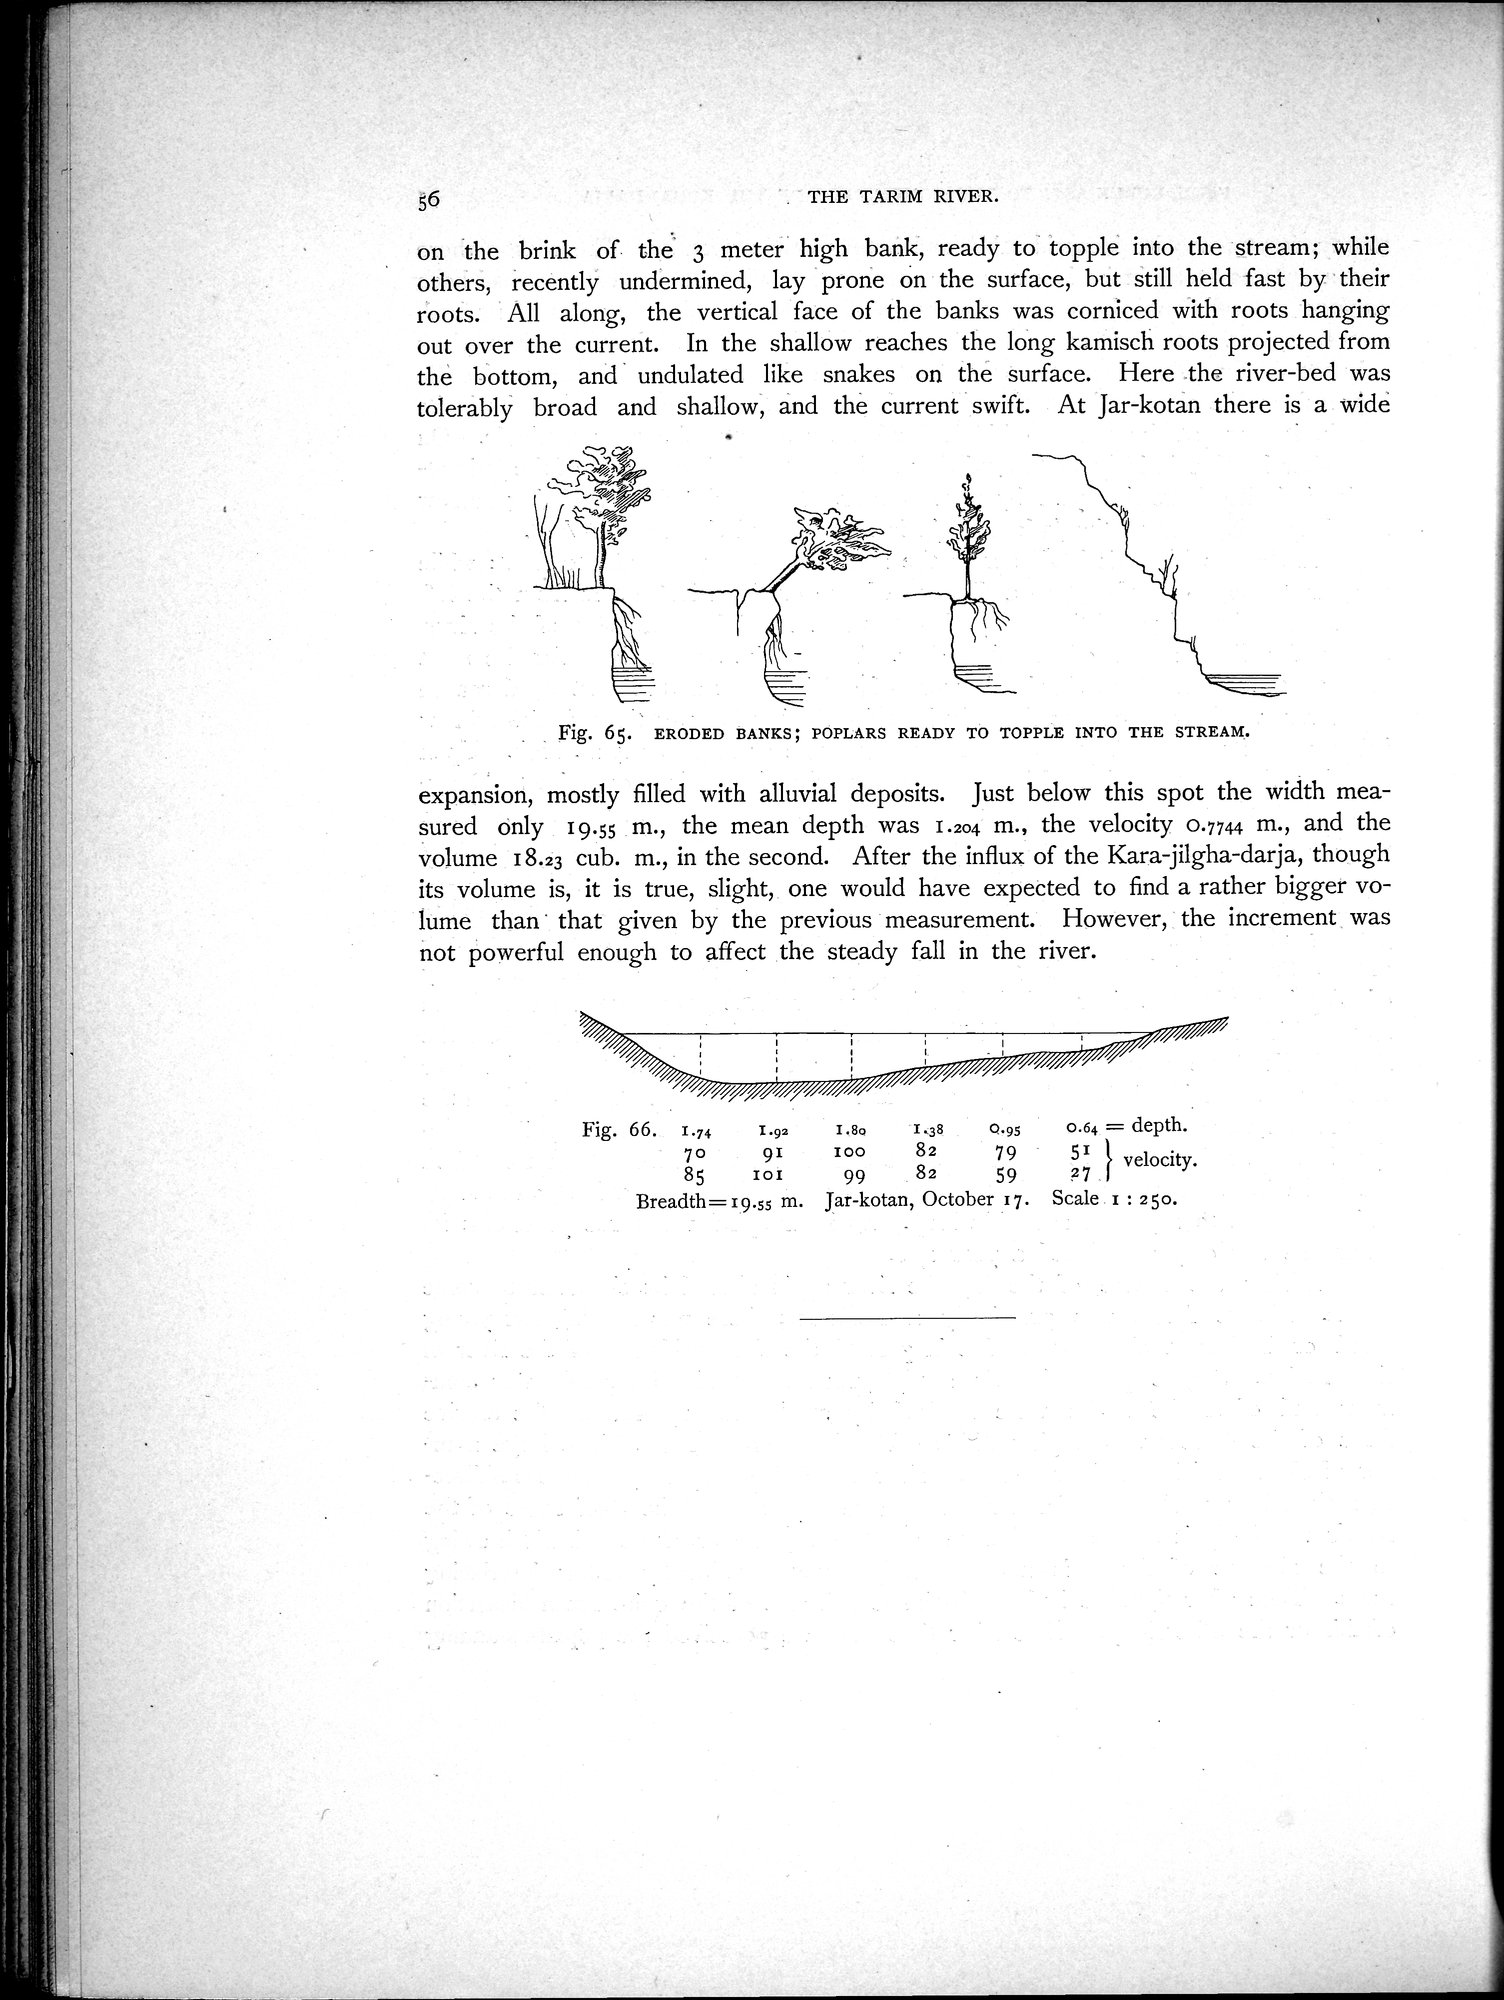 56
THE TARIM RIVER.
on the brink of the 3 meter high bank, ready to topple into the stream; while
others, recently undermined, lay prone on the surface, but still held fast by their
roots. All along, the vertical face of the banks was corniced with roots hanging
out over the current. In the shallow reaches the long kamisch roots projected from
the bottom, and undulated like snakes on the surface. Here the river-bed was
tolerably broad and shallow, and the current swift. At Jar-kotan there is a wide
Fig. 65. ERODED BANKS; POPLARS READY TO TOPPLE INTO THE STREAM.
expansion, mostly filled with alluvial deposits. Just below this spot the width mea-
sured only 19.55 m., the mean depth was 1.204 m., the velocity 0.7744 m., and the
volume 18.23 cub. m., in the second. After the influx of the Kara-jilgha-darja, though
its volume is, it is true, slight, one would have expected to find a rather bigger vo-
lume than that given by the previous measurement. However, the increment was
not powerful enough to affect the steady fall in the river.
Fig. 66. 1.74 1.92 1.80 1.38 0.95 0.64 = depth.
70 91 100 82 79 51 } velocity.
85 101 99 82 59 27
Breadth=19.55 m. Jar-kotan, October 17. Scale 1 : 250.